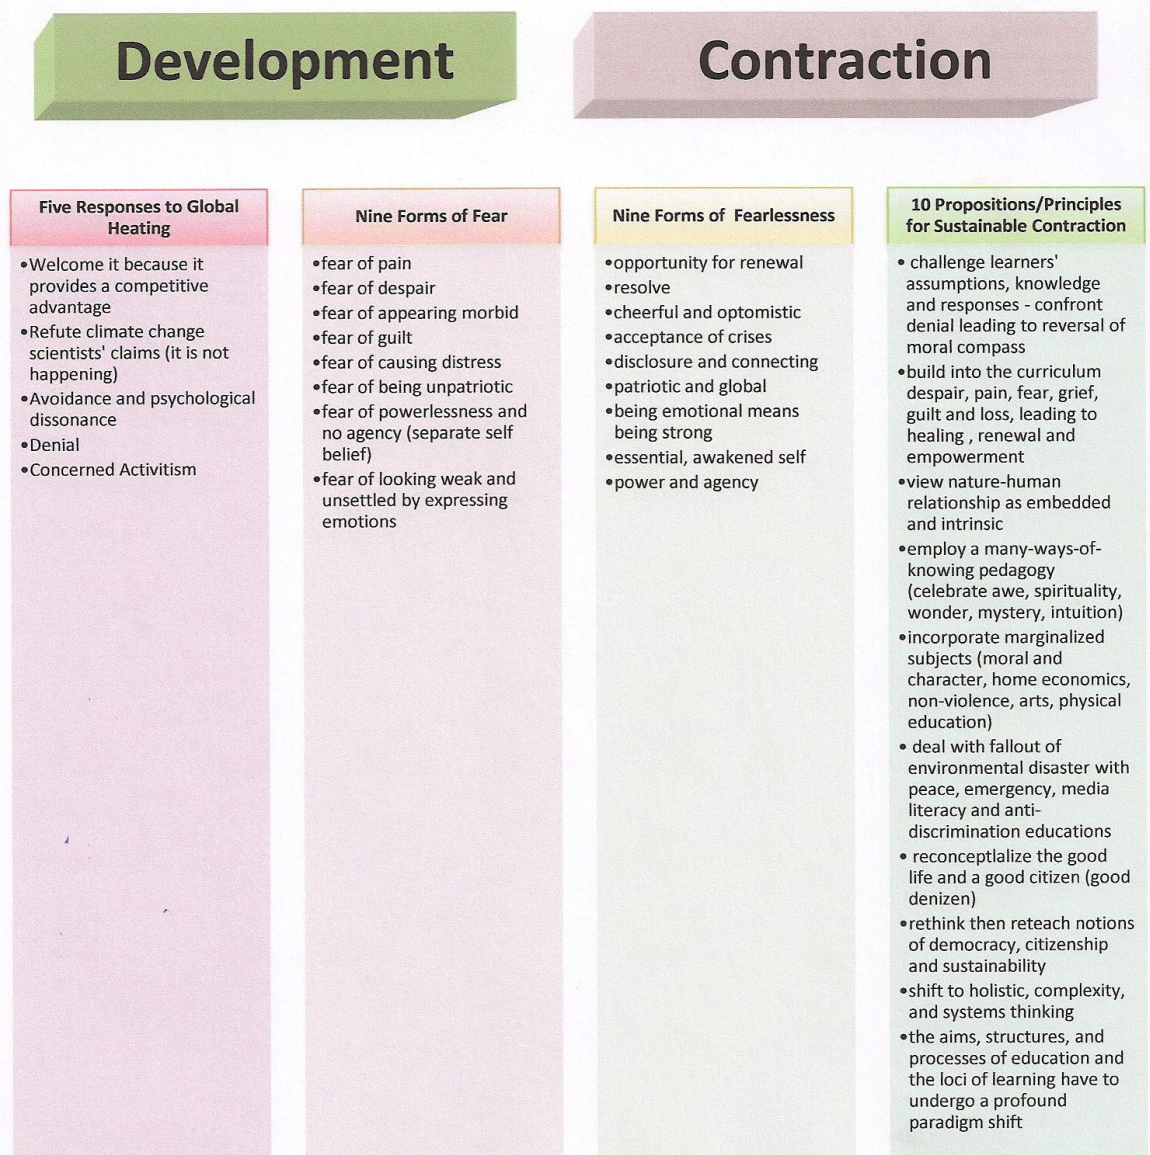 Development
Contraction
Five Responses to Global
Heating
•Welcome it because it
provides a competitive
advantage
•Refute climate change
scientists' claims (it is not
happening)
•Avoidance and psychological
dissonance
•Denial
•Concerned Activitism
Nine Forms of Fear
•fear of pain
•fear of despair
•fear of appearing morbid
•fear of guilt
•fear of causing distress
•fear of being unpatriotic
•fear of powerlessness and
no agency (separate self
belief)
•fear of looking weak and
unsettled by expressing
emotions
Nine Forms of Fearlessness
•opportunity for renewal
•resolve
•cheerful and optomistic
•acceptance of crises
•disclosure and connecting
•patriotic and global
•being emotional means
being strong
•essential, awakened self
•power and agency
10 Propositions/Principles
for Sustainable Contraction
• challenge learners'
assumptions, knowledge
and responses - confront
denial leading to reversal of
moral compass
•build into the curriculum
despair, pain, fear, grief,
guilt and loss, leading to
healing , renewal and
empowerment
•view nature-human
relationship as embedded
and intrinsic
•employ a many-ways-of-
knowing pedagogy
(celebrate awe, spirituality,
wonder, mystery, intuition)
•incorporate marginalized
subjects (moral and
character, home economics,
non-violence, arts, physical
education)
• deal with fallout of
environmental disaster with
peace, emergency, media
literacy and anti-
discrimination educations
• reconceptlalize the good
life and a good citizen (good
denizen)
•rethink then reteach notions
of democracy, citizenship
and sustainability
•shift to holistic, complexity,
and systems thinking
•the aims, structures, and
processes of education and
the loci of learning have to
undergo a profound
paradigm shift